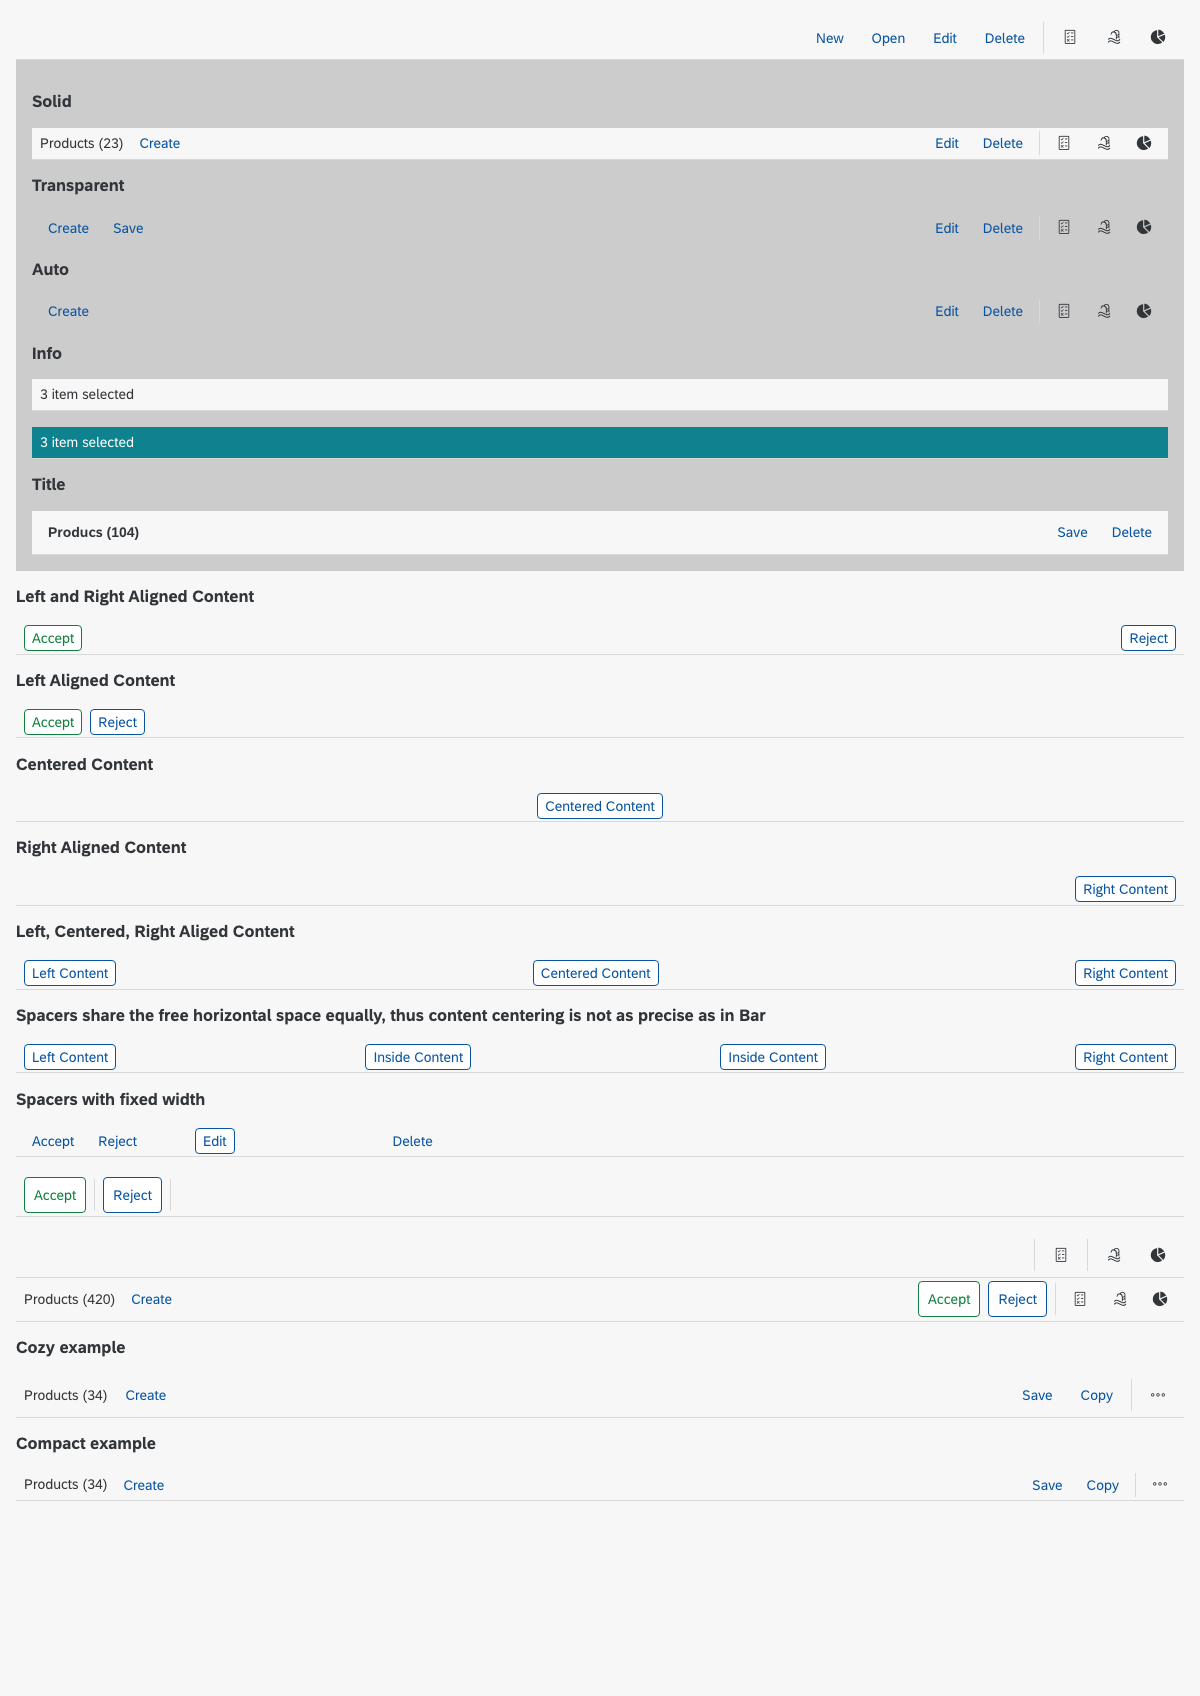 New Open Edit Delete
Solid
Products (23) Create Edit Delete
Transparent
Create Save Edit Delete
Auto
Create Edit Delete
Info
3 item selected
3 item selected
Title
Producs (104) Save Delete
Left and Right Aligned Content
Accept Reject
Left Aligned Content
Accept Reject
Centered Content
Centered Content
Right Aligned Content
Right Content
Left, Centered, Right Aliged Content
Left Content Centered Content Right Content
Spacers share the free horizontal space equally, thus content centering is not as precise as in Bar
Left Content Inside Content Inside Content Right Content
Spacers with fixed width
Accept Reject Edit Delete
Accept Reject
Products (420) Create Accept Reject
Cozy example
Products (34) Create Save Copy
Compact example
Products (34) Create Save Copy